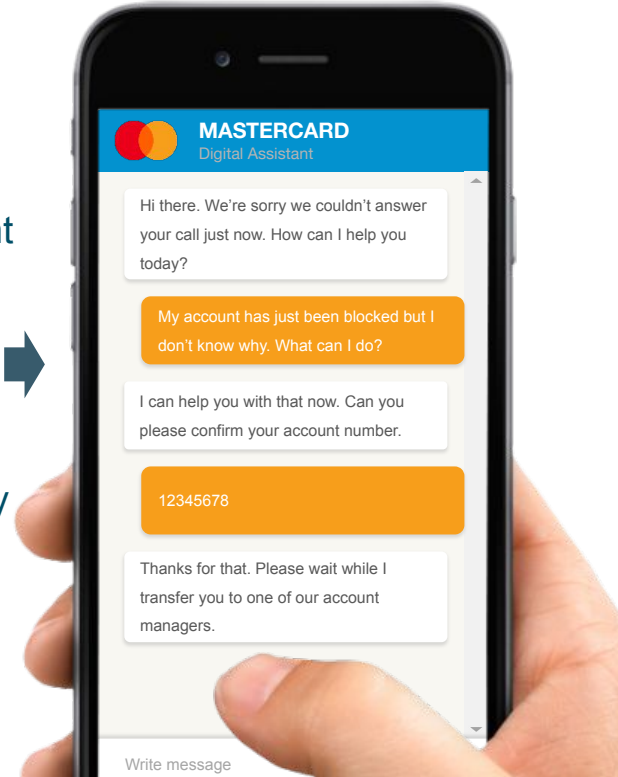 MASTERCARD
Digital Assistant
Hi there. We’re sorry we couldn’t answer
your call just now. How can I help you
today?
My account has just been blocked but I
don’t know why. What can I do?
I can help you with that now. Can you
please confirm your account number.
12345678
Thanks for that. Please wait while I
transfer you to one of our account
managers.
Write message